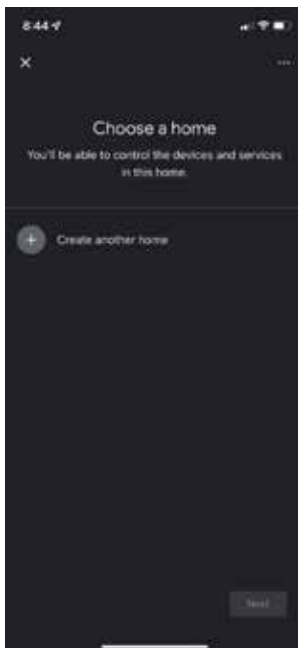 8:44
Choose a home
You'll be able to control the devices and services
in this home.
Create another home
Next